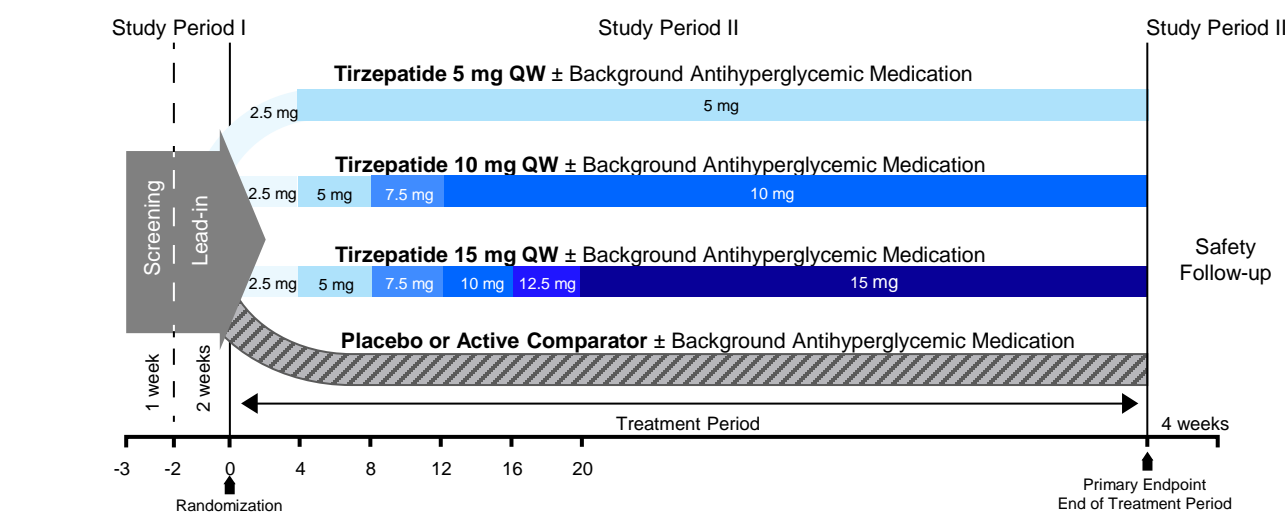 Study Period I
Study Period II
Study Period II
Tirzepatide 5 mg QW ± Background Antihyperglycemic Medication
2.5 mg
5 mg
Tirzepatide 10 mg QW ± Background Antihyperglycemic Medication
2.5 mg
5 mg
7.5 mg
10 mg
Tirzepatide 15 mg QW ± Background Antihyperglycemic Medication
2.5 mg
5 mg
7.5 mg
10 mg
12.5 mg
15 mg
Placebo or Active Comparator ± Background Antihyperglycemic Medication
Screening
Lead-in
Safety
Follow-up
1 week
2 weeks
Treatment Period
4 weeks
-3
-2
0
4
8
12
16
20
Randomization
Primary Endpoint
End of Treatment Period